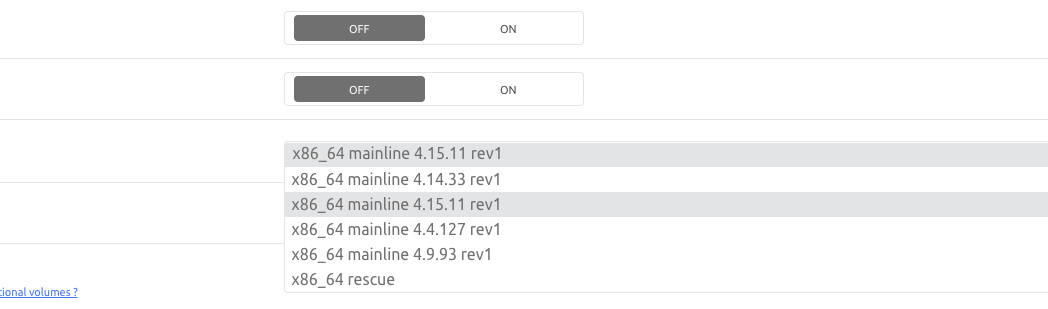 OFF ON
OFF ON
x86_64 mainline 4.15.11 rev1
x86_64 mainline 4.14.33 rev1
x86_64 mainline 4.15.11 rev1
x86_64 mainline 4.4.127 rev1
x86_64 mainline 4.9.93 rev1
x86_64 rescue
volumes ?